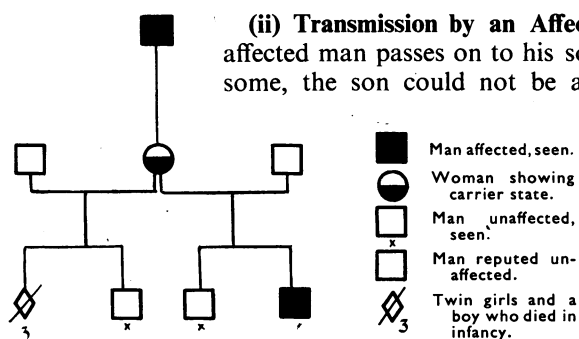 (ii) Transmission by an Affec
affected man passes on to his so
some, the son could not be a
Man affected, seen.
Woman showing
carrier state.
Man unaffected,
seen.
x
Man reputed un-
affected.
Twin girls and a
boy who died in
infancy.
3
3
x
x